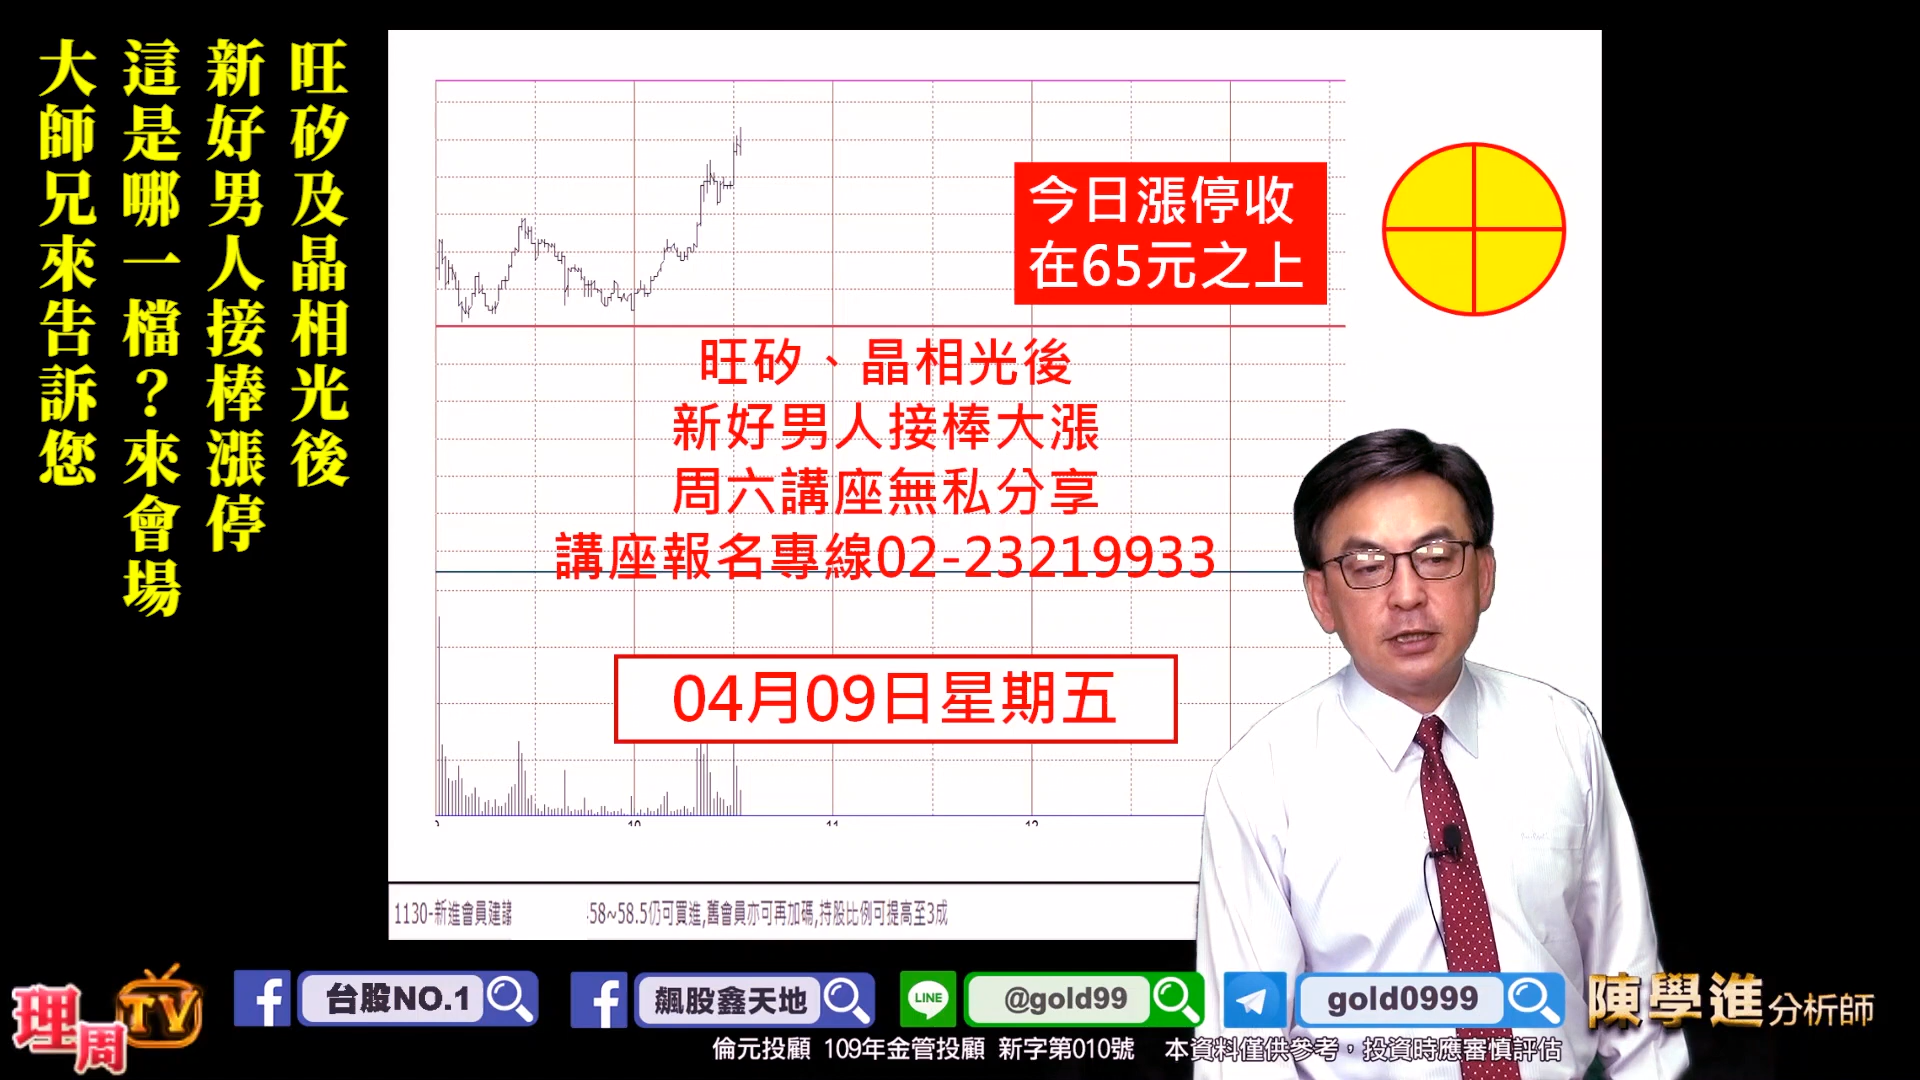 旺矽及晶相光後
新好男人接棒漲停
這是哪一檔？來會場
大師兄來告訴您
今日漲停收
在65元之上
旺矽、晶相光後
新好男人接棒大漲
周六講座無私分享
講座報名專線02-23219933
04月09日星期五
9
10
11
12
1130-新進會員建議
58~58.5仍可買進,舊會員亦可再加碼,持股比例可提高至3成
理周TV
台股NO.1
飆股鑫天地
LINE
@gold99
gold0999
陳學進分析師
倫元投顧 109年金管投顧 新字第010號 本資料僅供參考，投資時應審慎評估